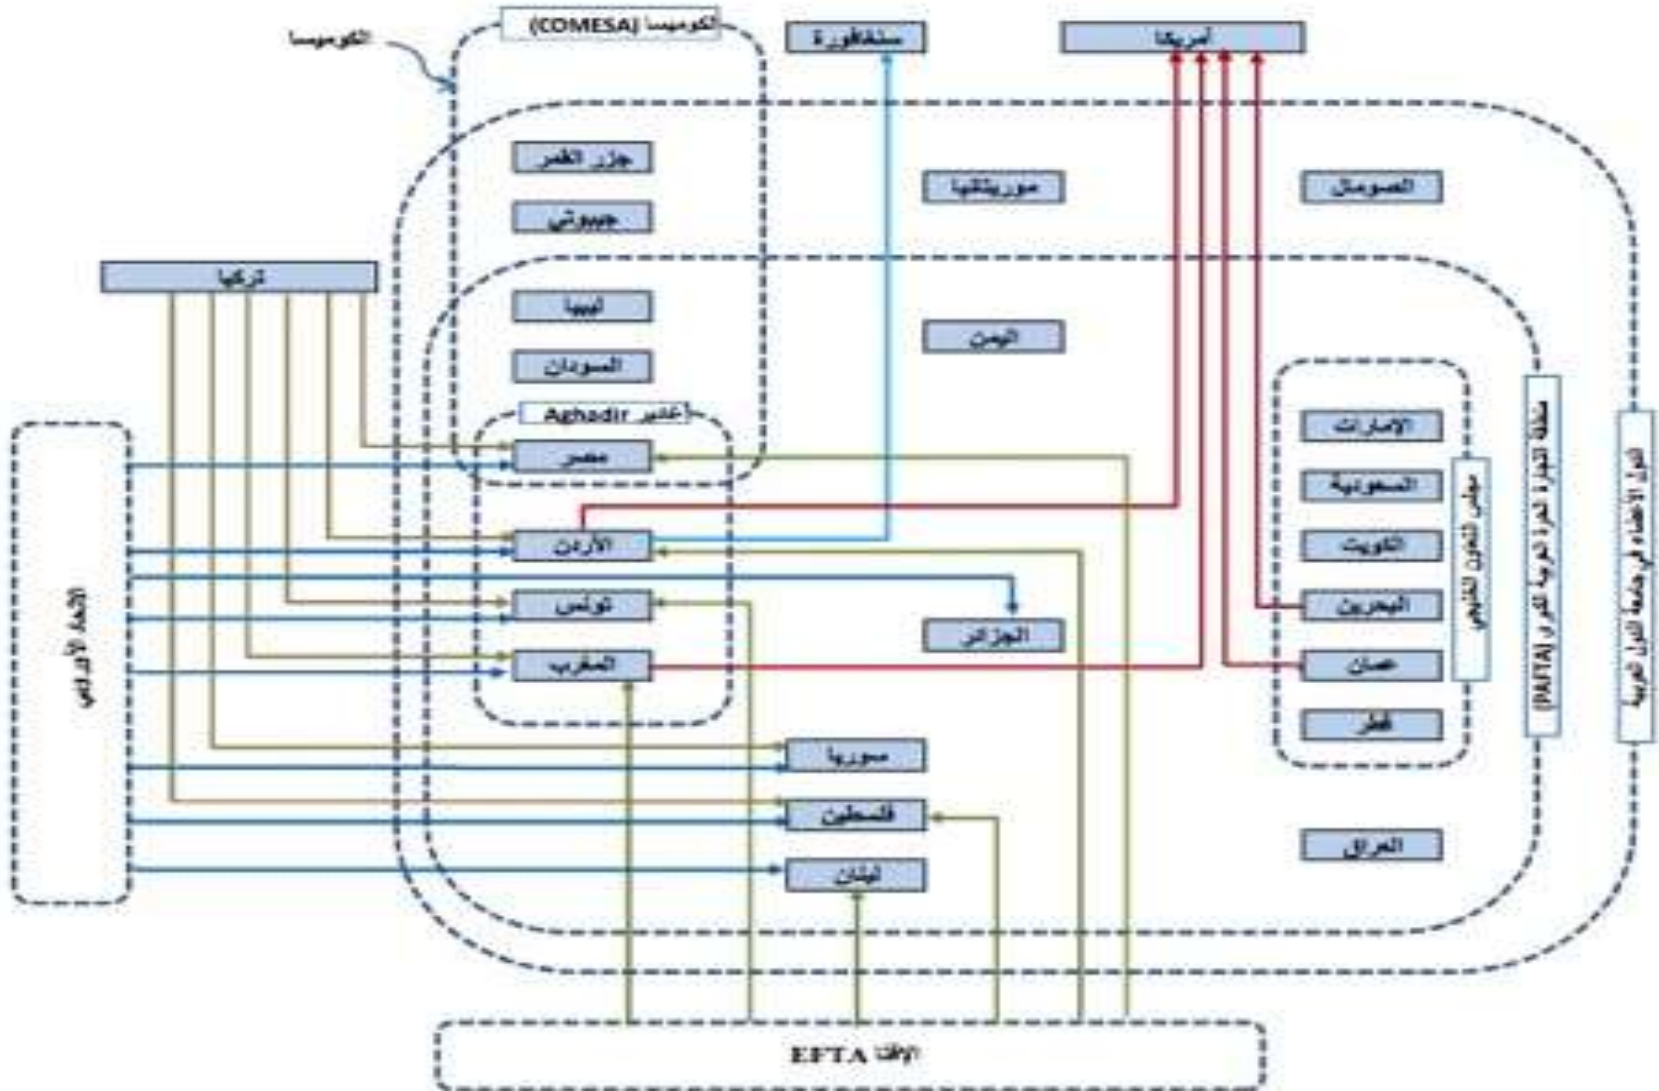 الكوميسا (COMESA)
سنغافورة
أمريكا
الكوميسا
جزر القمر
موريتانيا
الصومال
جيبوتي
تركيا
ليبيا
اليمن
السودان
أغادير Aghadir
الإمارات
مصر
السعودية
الأردن
الكويت
تونس
البحرين
الجزائر
المغرب
عمان
قطر
سوريا
فلسطين
العراق
لبنان
الاتحاد الأوروبي
مجلس التعاون الخليجي
منطقة التجارة الحرة العربية الكبرى (PAFTA)
الدول الأعضاء في جامعة الدول العربية
الإفتا EFTA